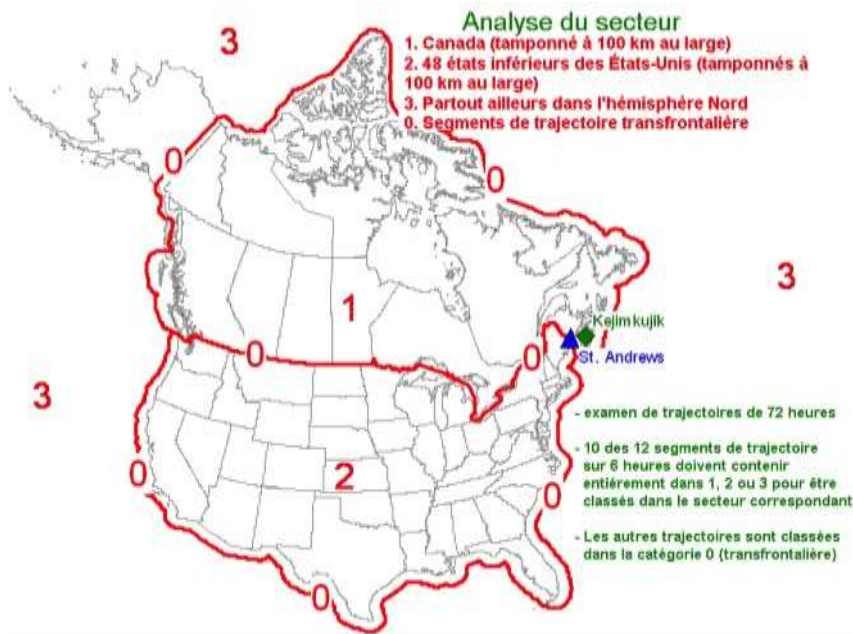 Analyse du secteur
1. Canada (tamponné à 100 km au large)
2. 48 états inférieurs des États-Unis (tamponnés à
100 km au large)
3. Partout ailleurs dans l'hémisphère Nord
0. Segments de trajectoire transfrontalière
3
0
0
3
1
Kejimkujik
St. Andrews
0
0
3
- examen de trajectoires de 72 heures
- 10 des 12 segments de trajectoire
sur 6 heures doivent contenir
entiérement dans 1, 2 ou 3 pour être
classés dans le secteur correspondant
2
0
0
- Les autres trajectoires sont classées
dans la catégorie 0 (transfrontalière)
0